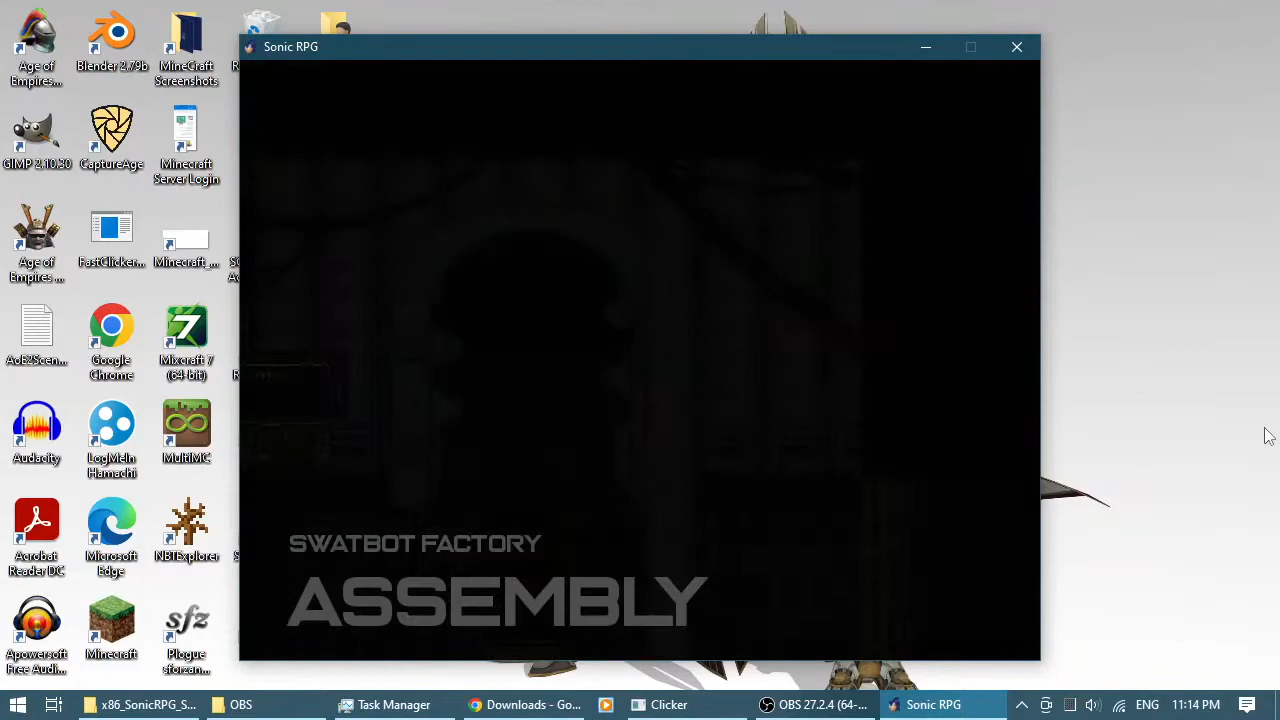 Sonic RPG
Age of
Empires...
Blender 2.79b
MineCraft
Screenshots
GIMP 2.10.30
CaptureAge
Minecraft
Server Login
Age of
Empires ...
FastClicker...
Minecraft_...
AoE2Scen...
Google
Chrome
Mixcraft 7
(64-bit)
Audacity
LogMeIn
Hamachi
MultiMC
Acrobat
Reader DC
Microsoft
Edge
NBTExplorer
Apowersoft
Free Audi...
Minecraft
Plogue
sforzan...
SWATBOT FACTORY
ASSEMBLY
x86_SonicRPG_S...
OBS
Task Manager
Downloads - Go...
Clicker
OBS 27.2.4 (64-...
Sonic RPG
ENG
11:14 PM